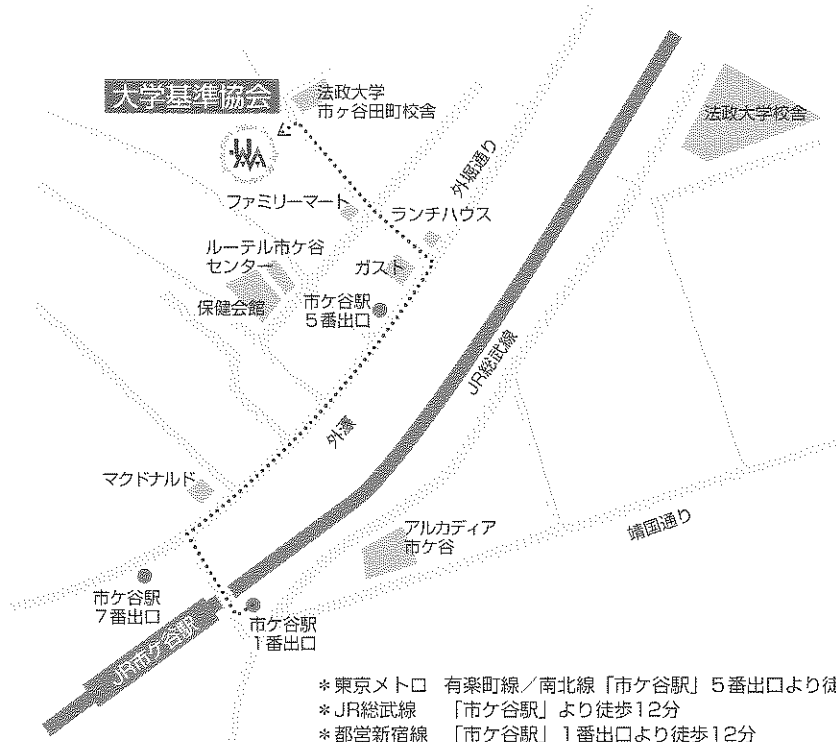 大学基準協会
法政大学
市ヶ谷田町校舎
法政大学校舎
外堀通り
ファミリーマート
ランチハウス
ルーテル市ケ谷
センター
ガスト
保健会館
市ケ谷駅
5番出口
JR総武線
外濠
マクドナルド
アルカディア
市ケ谷
靖国通り
市ケ谷駅
7番出口
市ケ谷駅
1番出口
JR市ケ谷駅
*東京メトロ 有楽町線/南北線「市ケ谷駅」5番出口より徒
*JR総武線 「市ケ谷駅」より徒歩12分
*都営新宿線 「市ケ谷駅」1番出口より徒歩12分